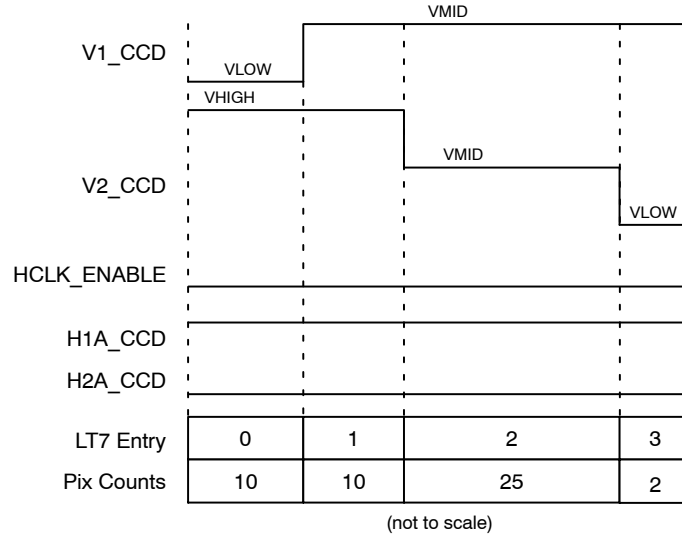 VMID
V1_CCD
VLOW
VHIGH
VMID
V2_CCD
VLOW
HCLK_ENABLE
H1A_CCD
H2A_CCD
LT7 Entry 0 1 2 3
Pix Counts 10 10 25 2
(not to scale)